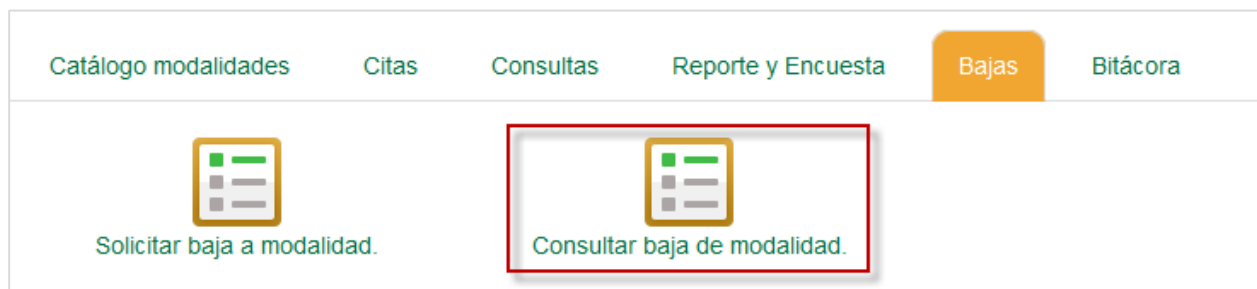 Catálogo modalidades Citas Consultas Reporte y Encuesta Bajas Bitácora
Solicitar baja a modalidad. Consultar baja de modalidad.